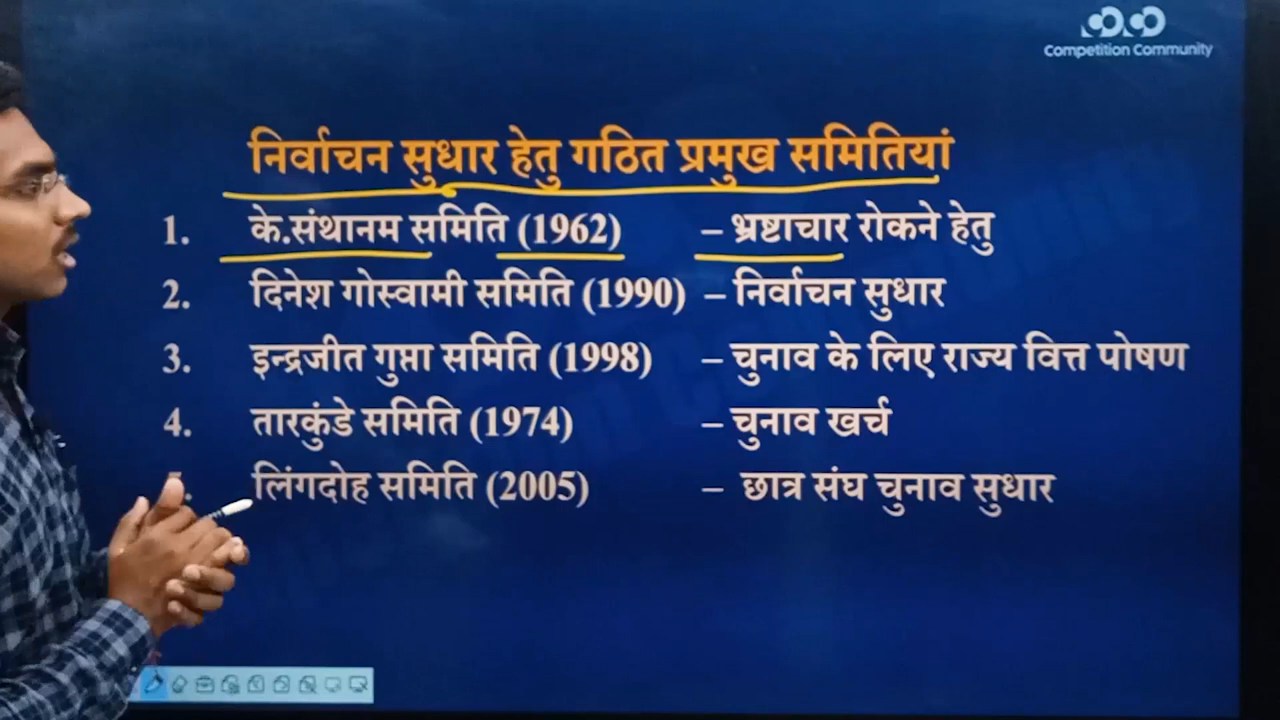 Competition Community
निर्वाचन सुधार हेतु गठित प्रमुख समितियां
1. के.संथानम समिति (1962) – भ्रष्टाचार रोकने हेतु
2. दिनेश गोस्वामी समिति (1990) – निर्वाचन सुधार
3. इन्द्रजीत गुप्ता समिति (1998) – चुनाव के लिए राज्य वित्त पोषण
4. तारकुंडे समिति (1974) – चुनाव खर्च
लिंगदोह समिति (2005) – छात्र संघ चुनाव सुधार